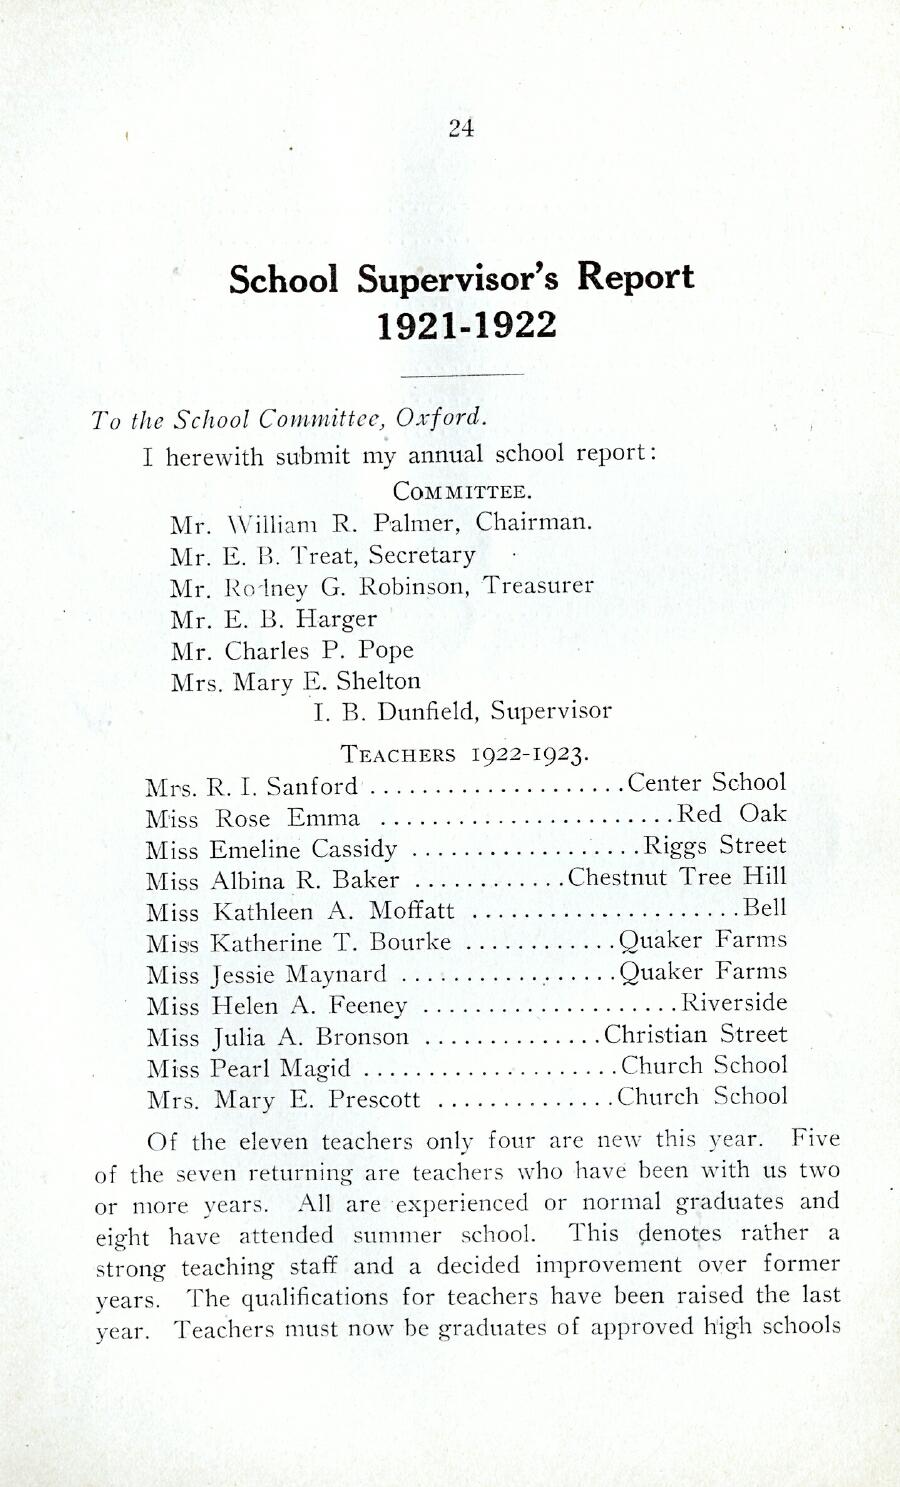 24
School Supervisor's Report
1921-1922
To the School Committee, Oxford.
I herewith submit my annual school report:
COMMITTEE.
Mr. William R. Palmer, Chairman.
Mr. E. B. Treat, Secretary
Mr. Rodney G. Robinson, Treasurer
Mr. E. B. Harger
Mr. Charles P. Pope
Mrs. Mary E. Shelton
I. B. Dunfield, Supervisor
TEACHERS 1922-1923.
Mrs. R. I. Sanford ....................Center School
Miss Rose Emma .......................Red Oak
Miss Emeline Cassidy ..................Riggs Street
Miss Albina R. Baker ............Chestnut Tree Hill
Miss Kathleen A. Moffatt .....................Bell
Miss Katherine T. Bourke ............Quaker Farms
Miss Jessie Maynard .................Quaker Farms
Miss Helen A. Feeney ....................Riverside
Miss Julia A. Bronson ..............Christian Street
Miss Pearl Magid ....................Church School
Mrs. Mary E. Prescott ..............Church School
Of the eleven teachers only four are new this year. Five
of the seven returning are teachers who have been with us two
or more years. All are experienced or normal graduates and
eight have attended summer school. This denotes rather a
strong teaching staff and a decided improvement over former
years. The qualifications for teachers have been raised the last
year. Teachers must now be graduates of approved high schools